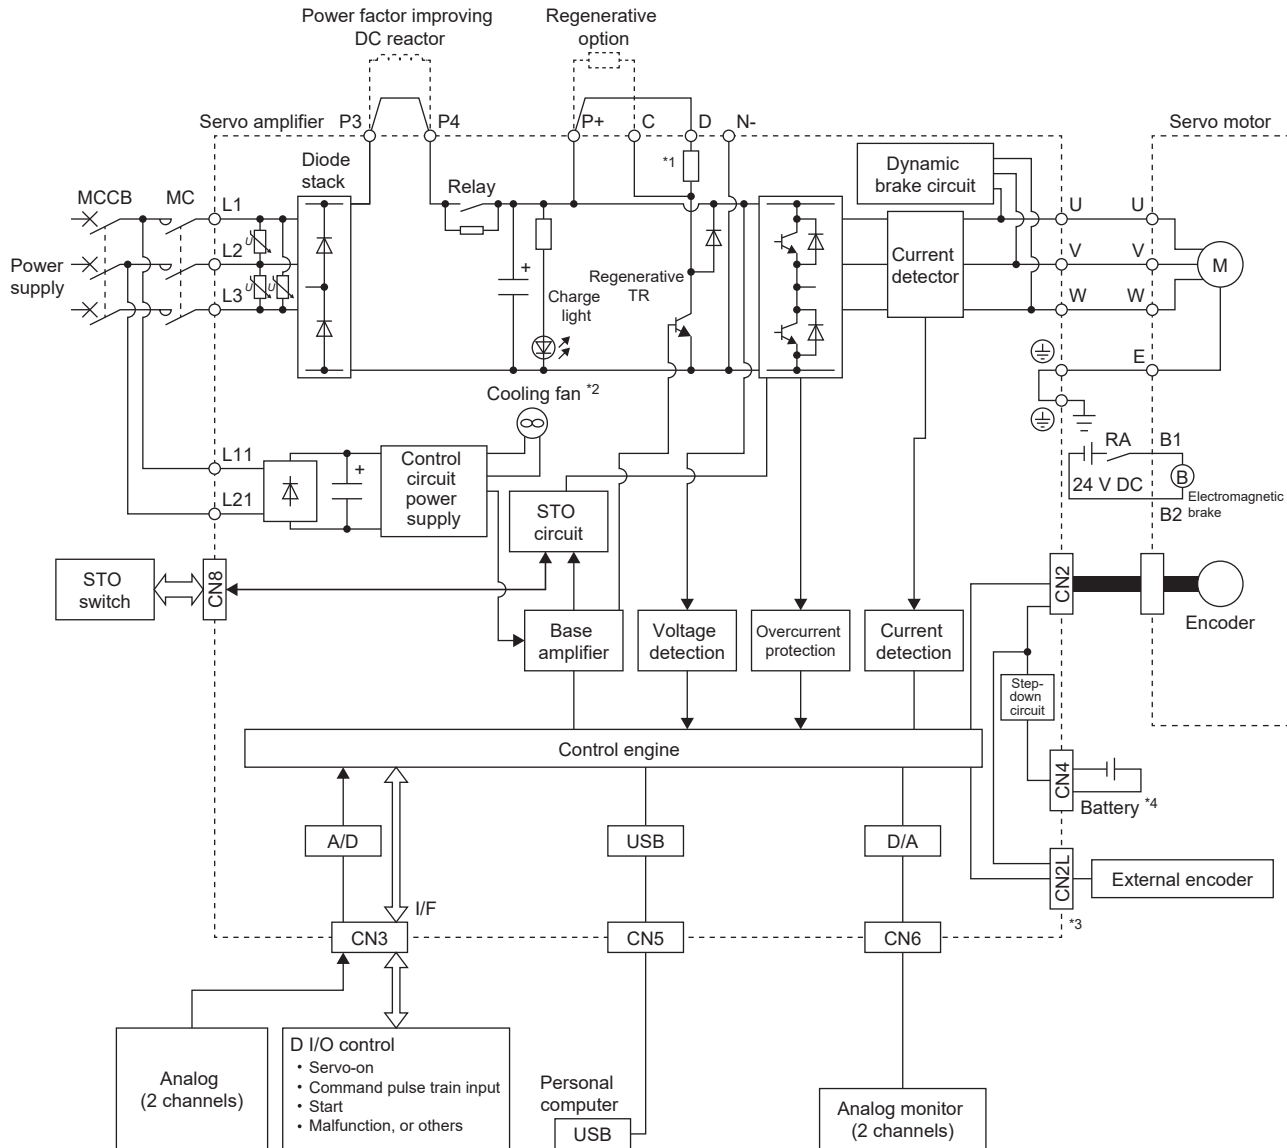 Power factor improving
DC reactor
Regenerative
option
Servo amplifier
P3
P4
P+
C
D
N-
Servo motor
Diode
stack
*1
Dynamic
brake circuit
MCCB
MC
L1
Relay
U
U
U
L2
Current
detector
V
V
M
Power
supply
U
U
Regenerative
TR
L3
Charge
light
W
W
+
E
Cooling fan *2
RA
B1
L11
+
Control
circuit
power
supply
24 V DC
B
Electromagnetic
brake
L21
STO
circuit
B2
STO
switch
CN8
CN2
Encoder
Base
amplifier
Voltage
detection
Overcurrent
protection
Current
detection
Step-
down
circuit
Control engine
CN4
Battery *4
A/D
USB
D/A
CN2L
External encoder
*3
I/F
CN3
CN5
CN6
Analog
(2 channels)
D I/O control
• Servo-on
• Command pulse train input
• Start
• Malfunction, or others
Personal
computer
USB
Analog monitor
(2 channels)